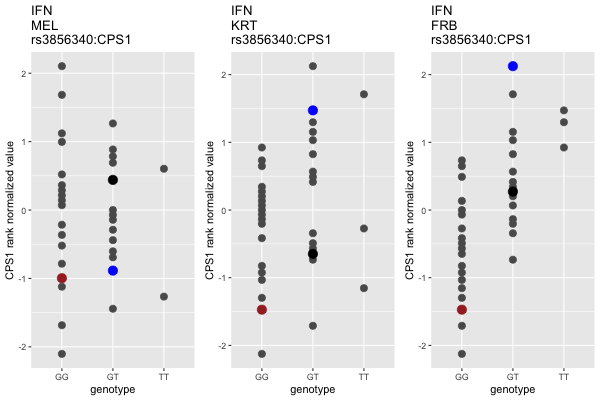 IFN
MEL
rs3856340:CPS1
IFN
KRT
rs3856340:CPS1
IFN
FRB
rs3856340:CPS1
CPS1 rank normalized value
2
1
0
-1
-2
GG GT TT
genotype
CPS1 rank normalized value
2
1
0
-1
-2
GG GT TT
genotype
CPS1 rank normalized value
2
1
0
-1
-2
GG GT TT
genotype